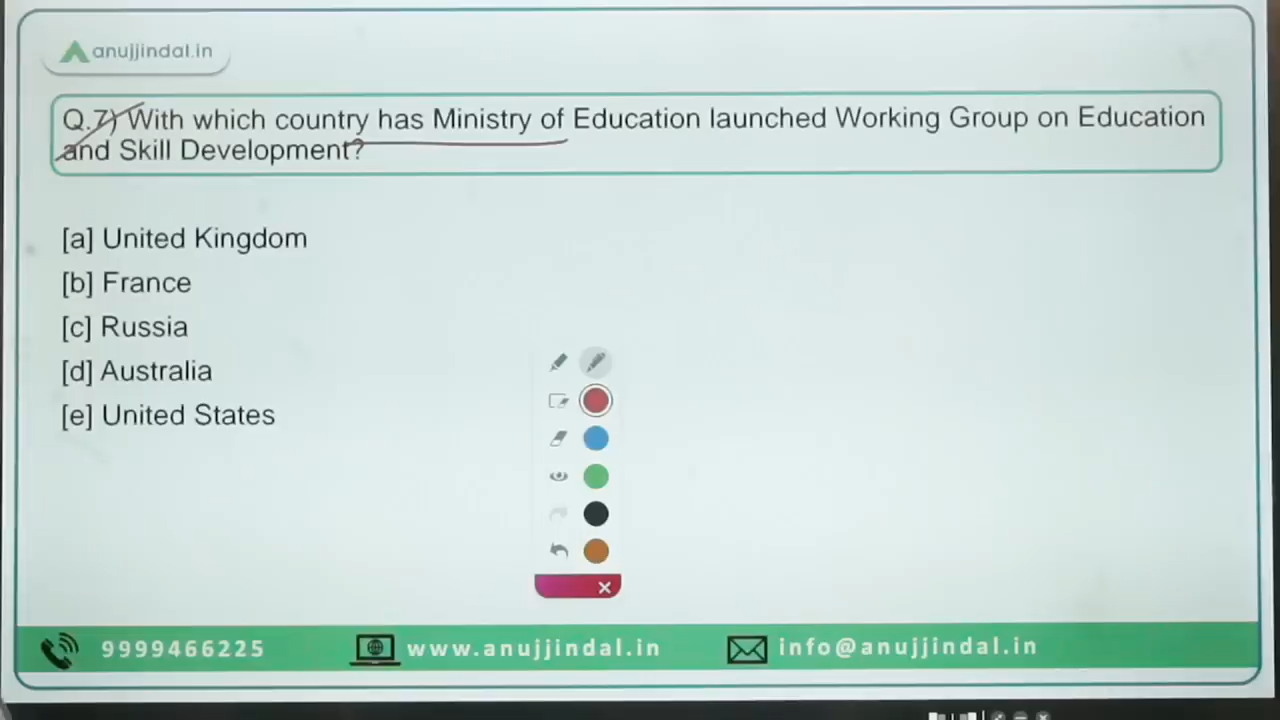 anujjindal.in
Q.7) With which country has Ministry of Education launched Working Group on Education
and Skill Development?
[a] United Kingdom
[b] France
[c] Russia
[d] Australia
[e] United States
9999466225
www.anujjindal.in
info@anujjindal.in